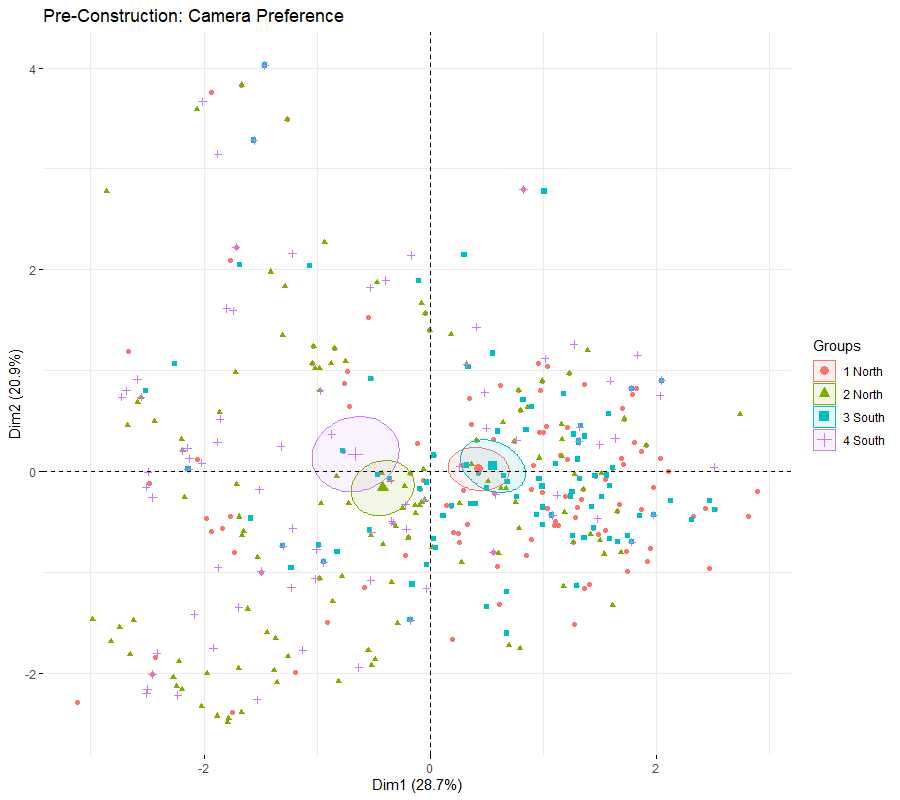 Pre-Construction: Camera Preference
4
2
0
-2
Dim2 (20.9%)
-2
0
2
Dim1 (28.7%)
Groups
1 North
2 North
3 South
4 South